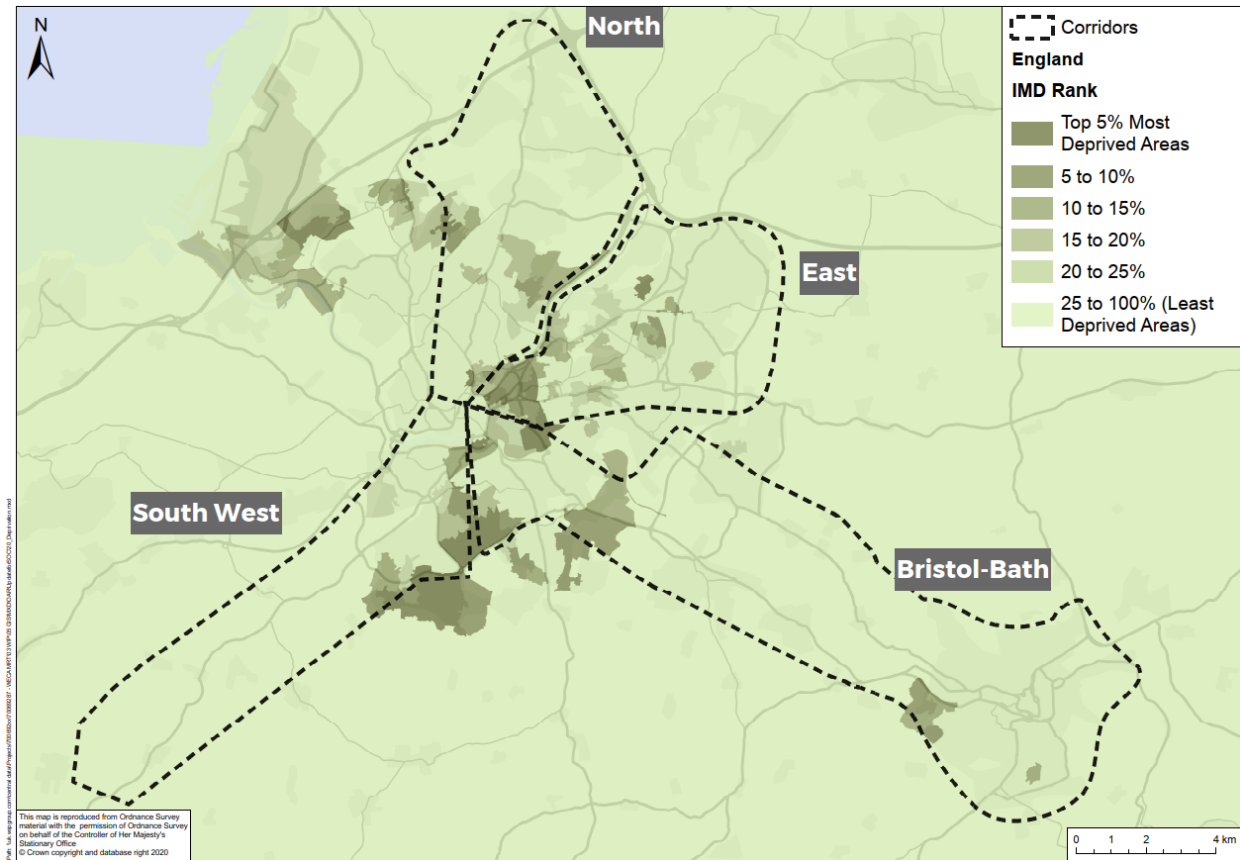 N
North
East
South West
Bristol-Bath
Corridors
England
IMD Rank
Top 5% Most
Deprived Areas
5 to 10%
10 to 15%
15 to 20%
20 to 25%
25 to 100% (Least
Deprived Areas)
This map is reproduced from Ordnance Survey
material with the permission of Ordnance Survey
on behalf of the Controller of Her Majesty's
Stationary Office
© Crown copyright and database right 2020
0 1 2 4 km